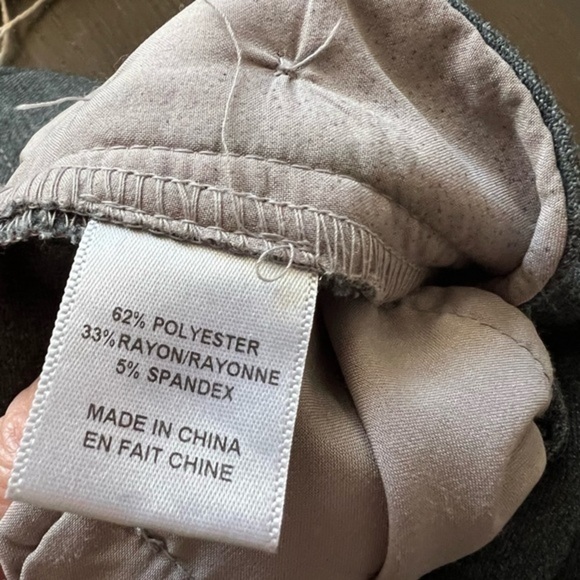 62% POLYESTER
33% RAYON/RAYONNE
5% SPANDEX
MADE IN CHINA
EN FAIT CHINE